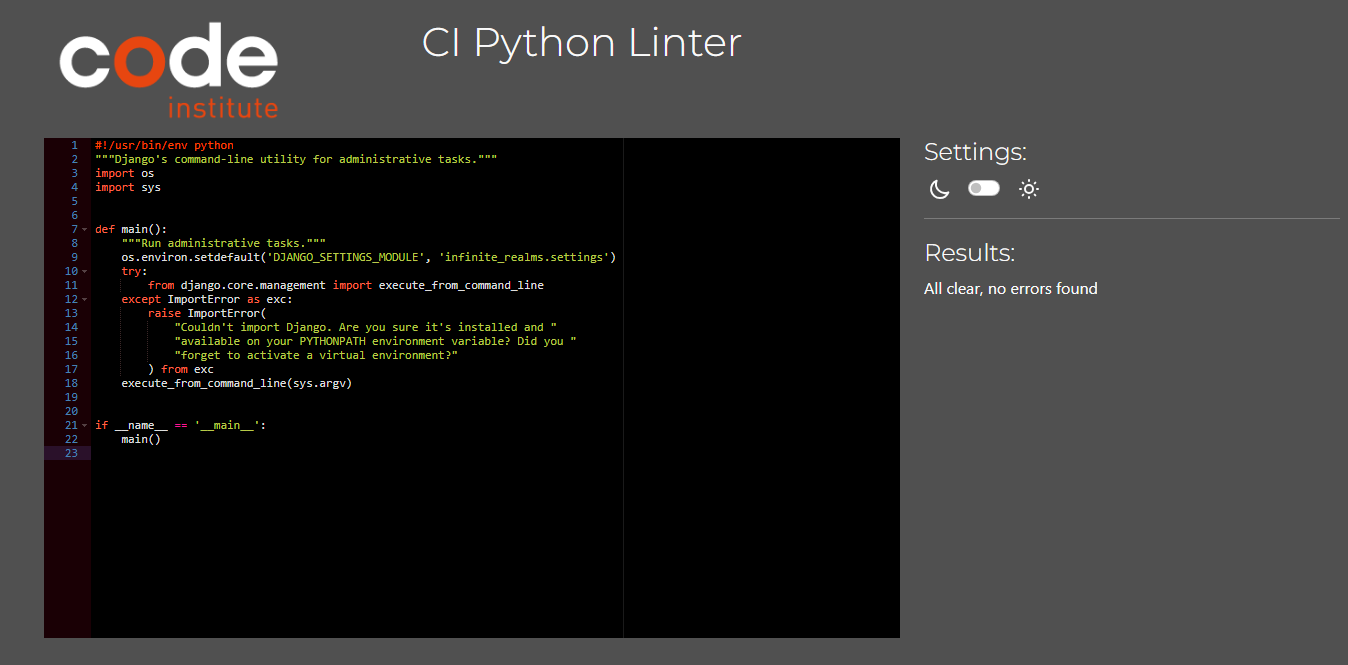 code
institute
CI Python Linter
1 #!/usr/bin/env python
2 """Django's command-line utility for administrative tasks."""
3 import os
4 import sys
5
6
7 def main():
8     """Run administrative tasks."""
9     os.environ.setdefault('DJANGO_SETTINGS_MODULE', 'infinite_realms.settings')
10     try:
11         from django.core.management import execute_from_command_line
12     except ImportError as exc:
13         raise ImportError(
14             "Couldn't import Django. Are you sure it's installed and "
15             "available on your PYTHONPATH environment variable? Did you "
16             "forget to activate a virtual environment?"
17         ) from exc
18     execute_from_command_line(sys.argv)
19
20
21 if __name__ == '__main__':
22     main()
23
Settings:
Results:
All clear, no errors found